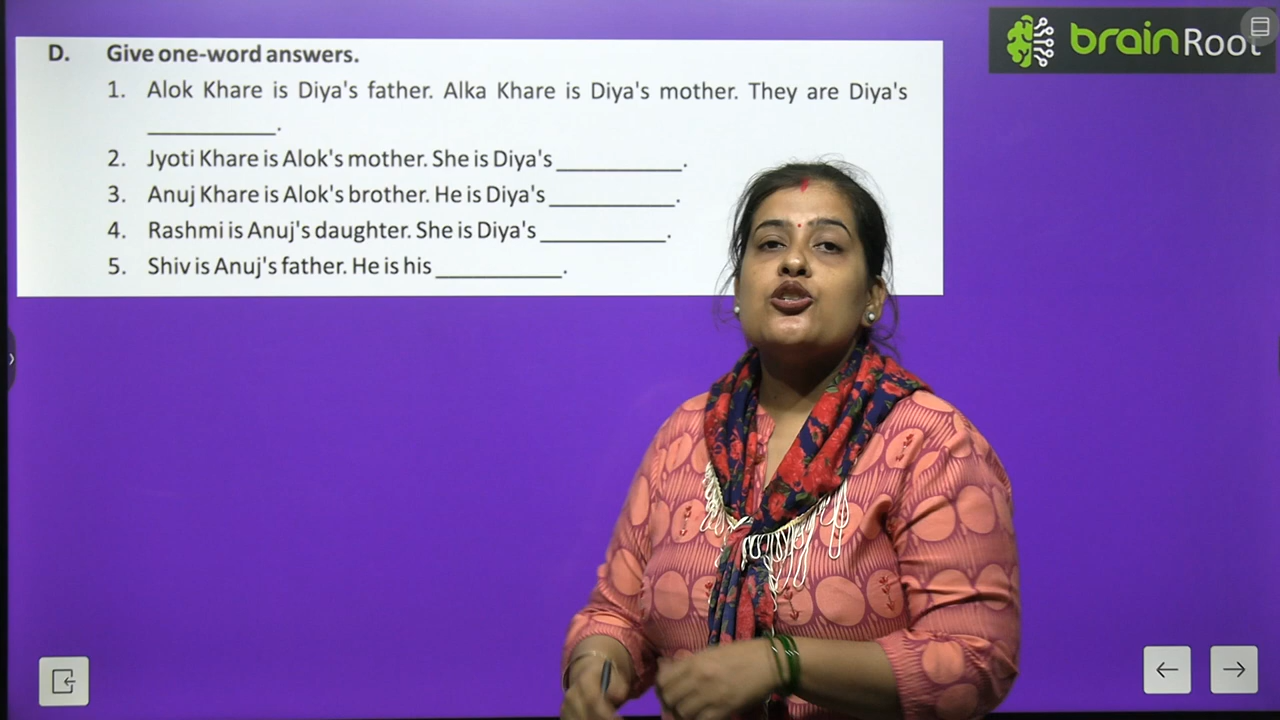 brainRoot
D. Give one-word answers.
1. Alok Khare is Diya's father. Alka Khare is Diya's mother. They are Diya's
___________.
2. Jyoti Khare is Alok's mother. She is Diya's ___________.
3. Anuj Khare is Alok's brother. He is Diya's ___________.
4. Rashmi is Anuj's daughter. She is Diya's ___________.
5. Shiv is Anuj's father. He is his ___________.